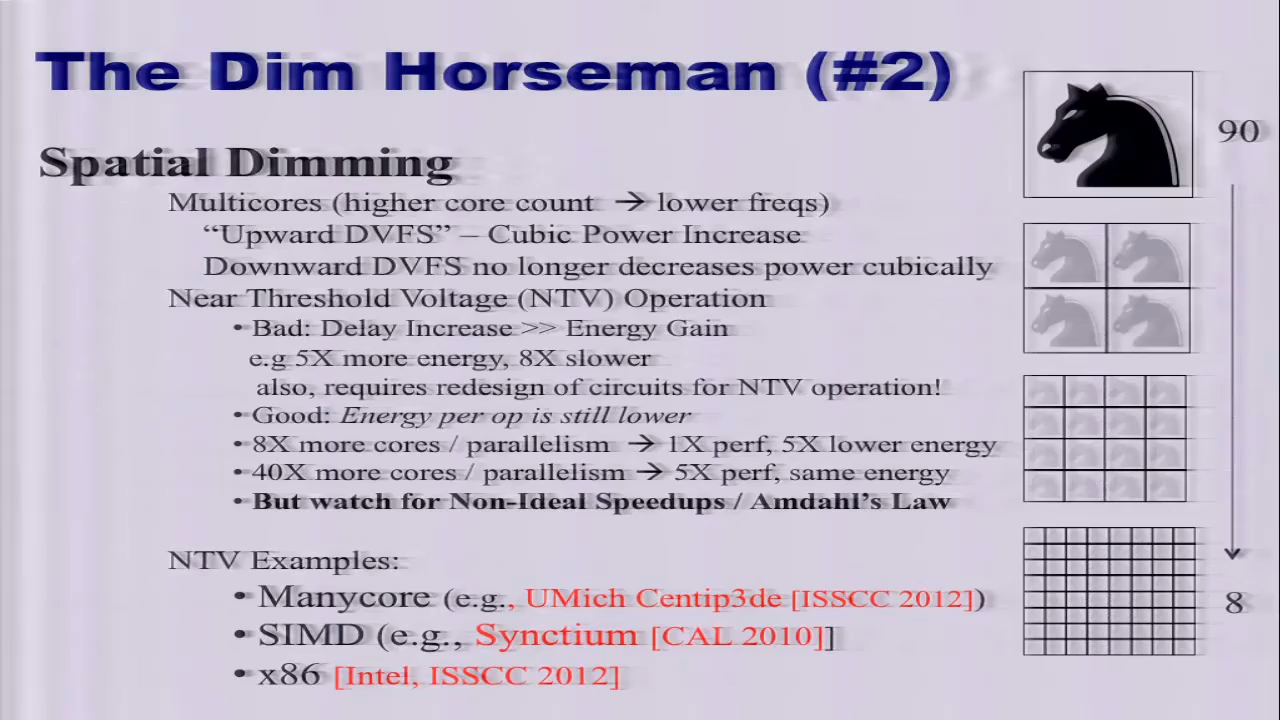 The Dim Horseman (#2)
Spatial Dimming
Multicores (higher core count → lower freqs)
“Upward DVFS” – Cubic Power Increase
Downward DVFS no longer decreases power cubically
Near Threshold Voltage (NTV) Operation
• Bad: Delay Increase >> Energy Gain
e.g 5X more energy, 8X slower
also, requires redesign of circuits for NTV operation!
• Good: Energy per op is still lower
• 8X more cores / parallelism → 1X perf, 5X lower energy
• 40X more cores / parallelism → 5X perf, same energy
• But watch for Non-Ideal Speedups / Amdahl’s Law
NTV Examples:
• Manycore (e.g., UMich Centip3de [ISSCC 2012])
• SIMD (e.g., Synctium [CAL 2010]]
• x86 [Intel, ISSCC 2012]
90
8